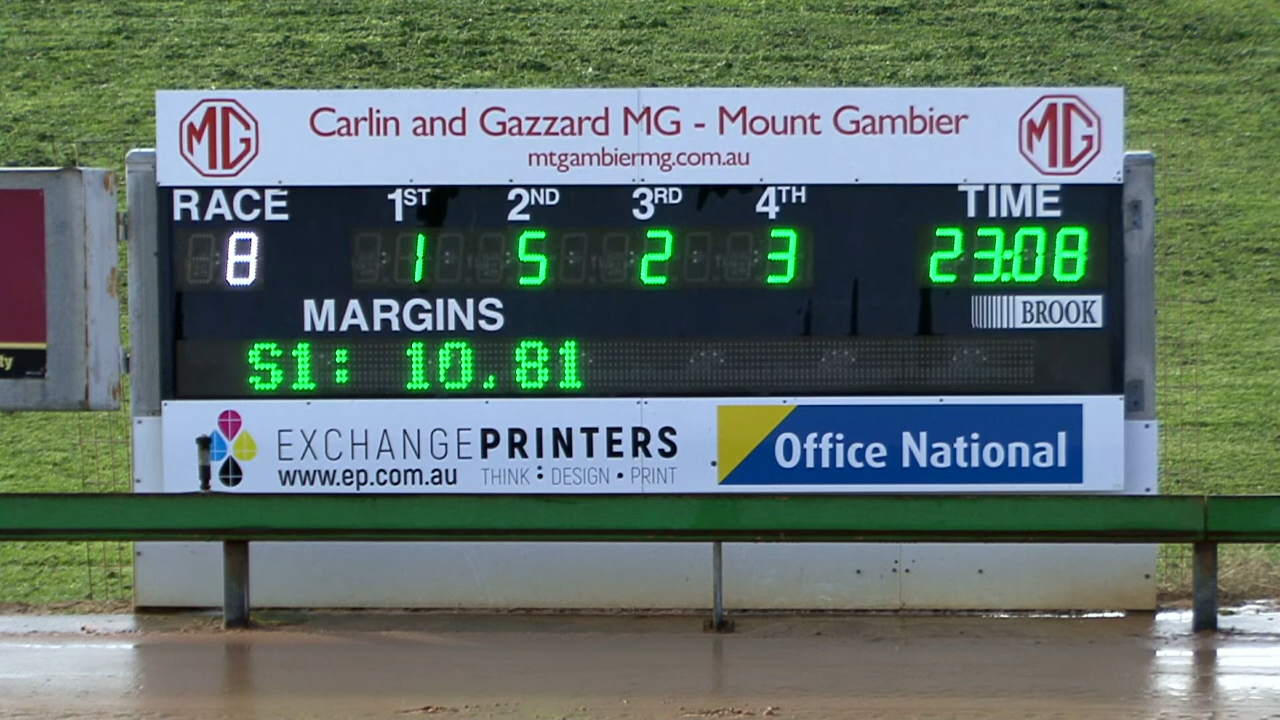 MG Carlin and Gazzard MG - Mount Gambier MG
mtgambiermg.com.au
RACE 1ST 2ND 3RD 4TH TIME
8 1 5 2 3 23:08
MARGINS BROOK
S1: 10.81
EXCHANGEPRINTERS
www.ep.com.au THINK : DESIGN • PRINT
Office National